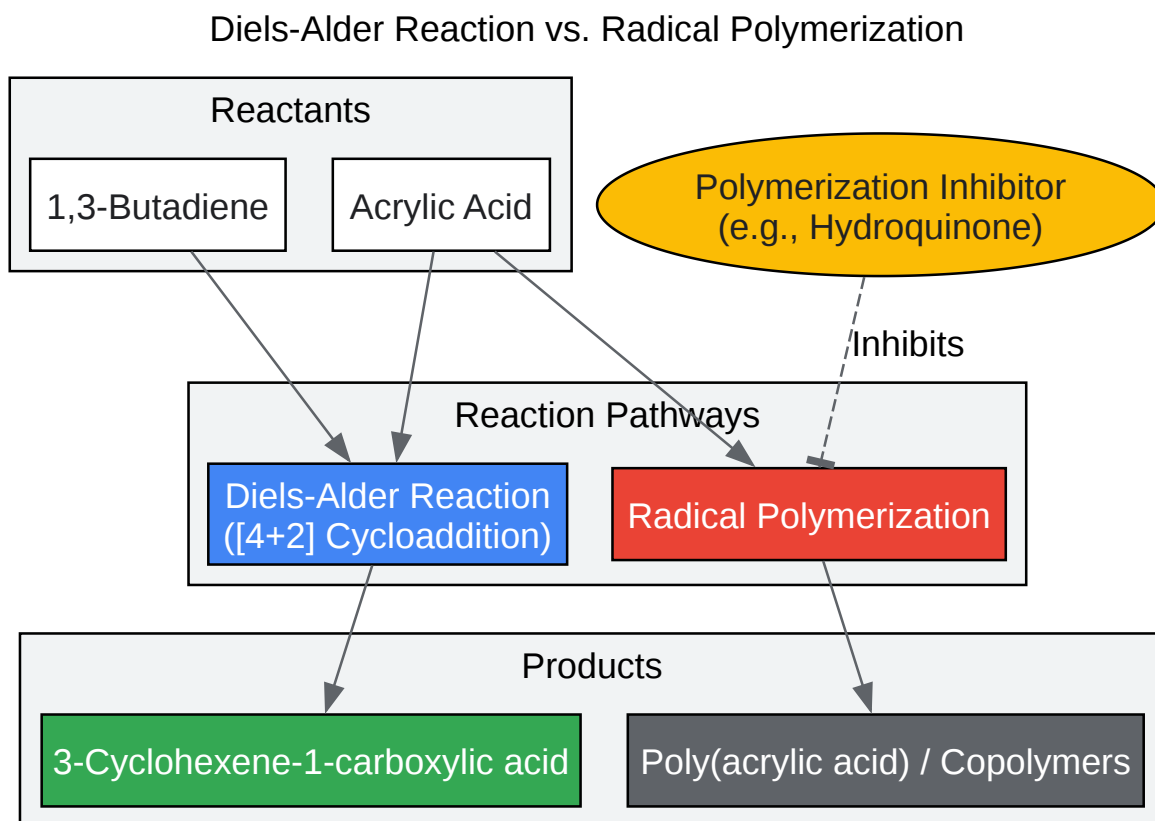 Diels-Alder Reaction vs. Radical Polymerization
Reactants
1,3-Butadiene
Acrylic Acid
Polymerization Inhibitor
(e.g., Hydroquinone)
Inhibits
Reaction Pathways
Diels-Alder Reaction
([4+2] Cycloaddition)
Radical Polymerization
Products
3-Cyclohexene-1-carboxylic acid
Poly(acrylic acid) / Copolymers